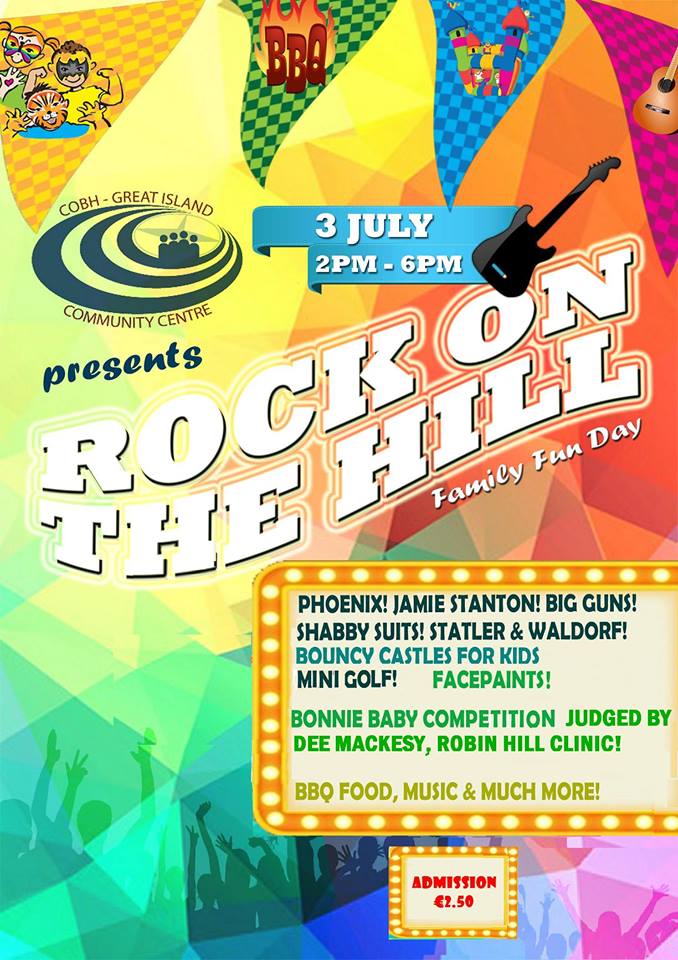 BBQ
COBH - GREAT ISLAND
COMMUNITY CENTRE
3 JULY
2PM - 6PM
presents
ROCK ON
THE HILL
Family Fun Day
PHOENIX! JAMIE STANTON! BIG GUNS!
SHABBY SUITS! STATLER & WALDORF!
BOUNCY CASTLES FOR KIDS
MINI GOLF! FACEPAINTS!
BONNIE BABY COMPETITION JUDGED BY
DEE MACKESY, ROBIN HILL CLINIC!
BBQ FOOD, MUSIC & MUCH MORE!
ADMISSION
€2.50